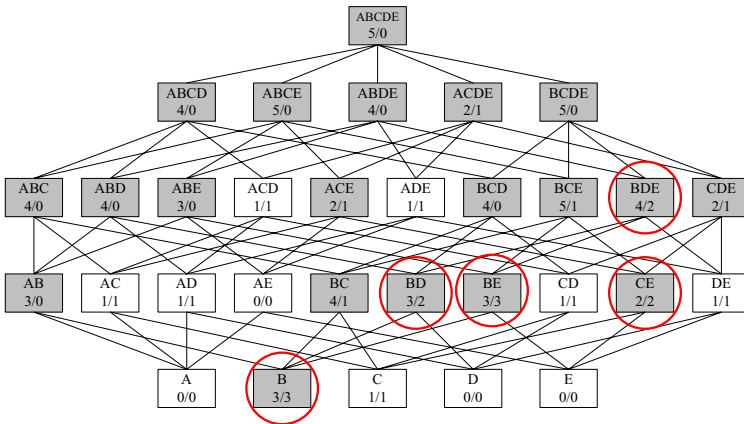 ABCDE
5/0
ABCD
4/0
ABCE
5/0
ABDE
4/0
ACDE
2/1
BCDE
5/0
ABC
4/0
ABD
4/0
ABE
3/0
ACD
1/1
ACE
2/1
ADE
1/1
BCD
4/0
BCE
5/1
BDE
4/2
CDE
2/1
AB
3/0
AC
1/1
AD
1/1
AE
0/0
BC
4/1
BD
3/2
BE
3/3
CD
1/1
CE
2/2
DE
1/1
A
0/0
B
3/3
C
1/1
D
0/0
E
0/0